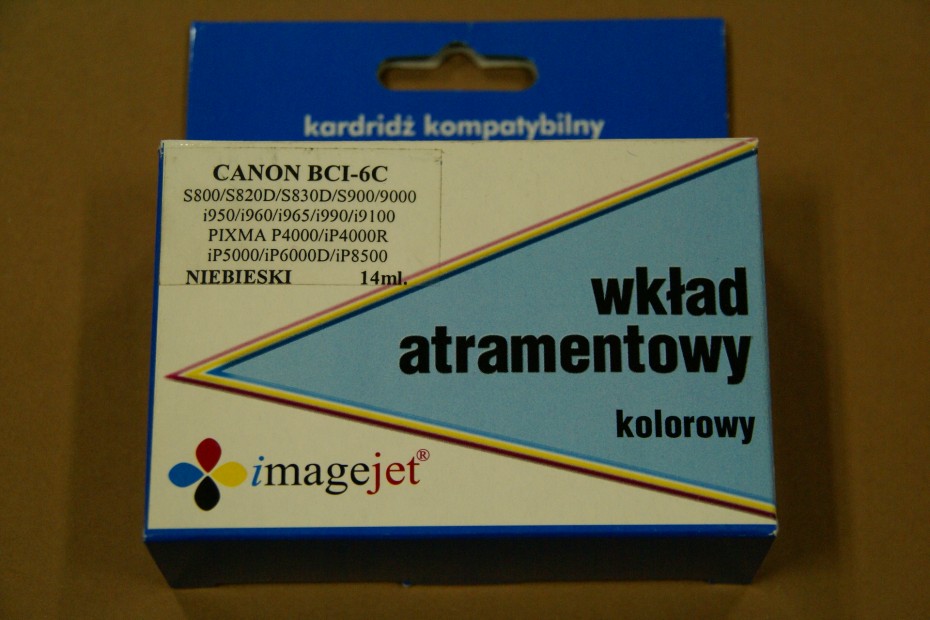 kardridż kompatybilny
CANON BCI-6C
S800/S820D/S830D/S900/9000
i950/i960/i965/i990/i9100
PIXMA P4000/iP4000R
iP5000/iP6000D/iP8500
NIEBIESKI 14ml.
wkład
atramentowy
kolorowy
imagejet®